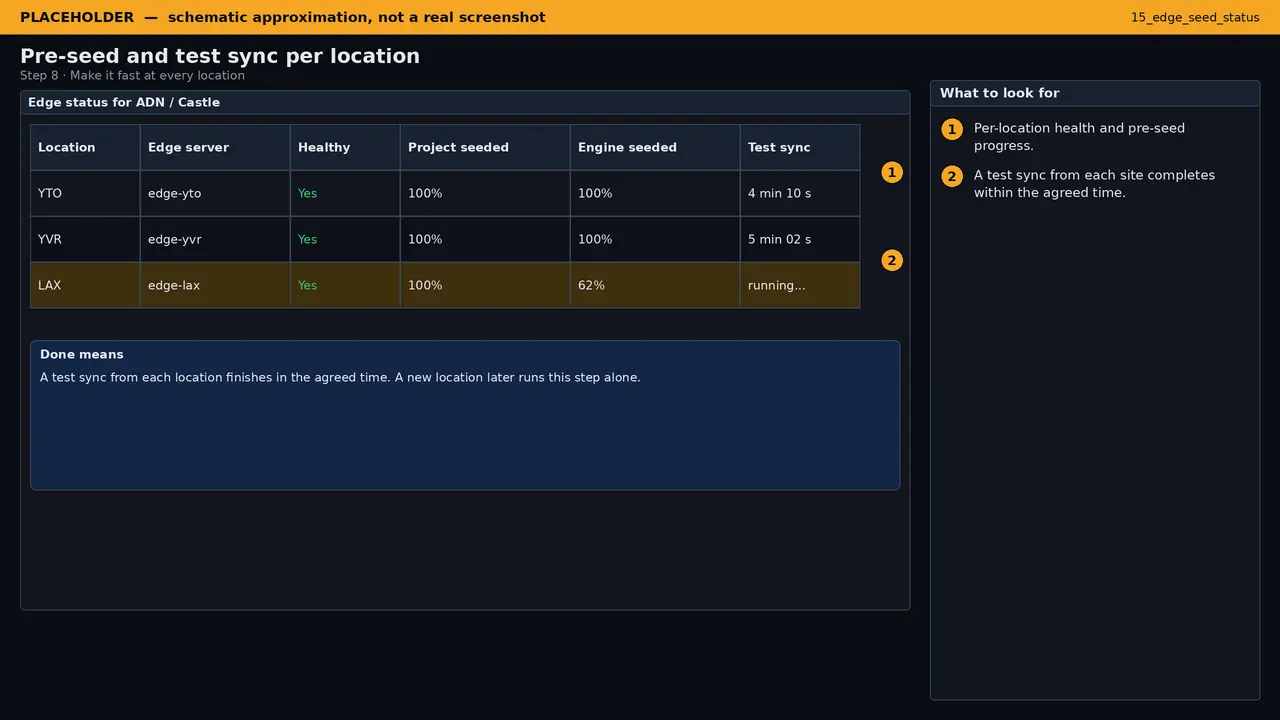 PLACEHOLDER — schematic approximation, not a real screenshot
15_edge_seed_status
Pre-seed and test sync per location
Step 8 · Make it fast at every location
Edge status for ADN / Castle
Location Edge server Healthy Project seeded Engine seeded Test sync
YTO edge-yto Yes 100% 100% 4 min 10 s
1
YVR edge-yvr Yes 100% 100% 5 min 02 s
2
LAX edge-lax Yes 100% 62% running...
Done means
A test sync from each location finishes in the agreed time. A new location later runs this step alone.
What to look for
1 Per-location health and pre-seed
progress.
2 A test sync from each site completes
within the agreed time.